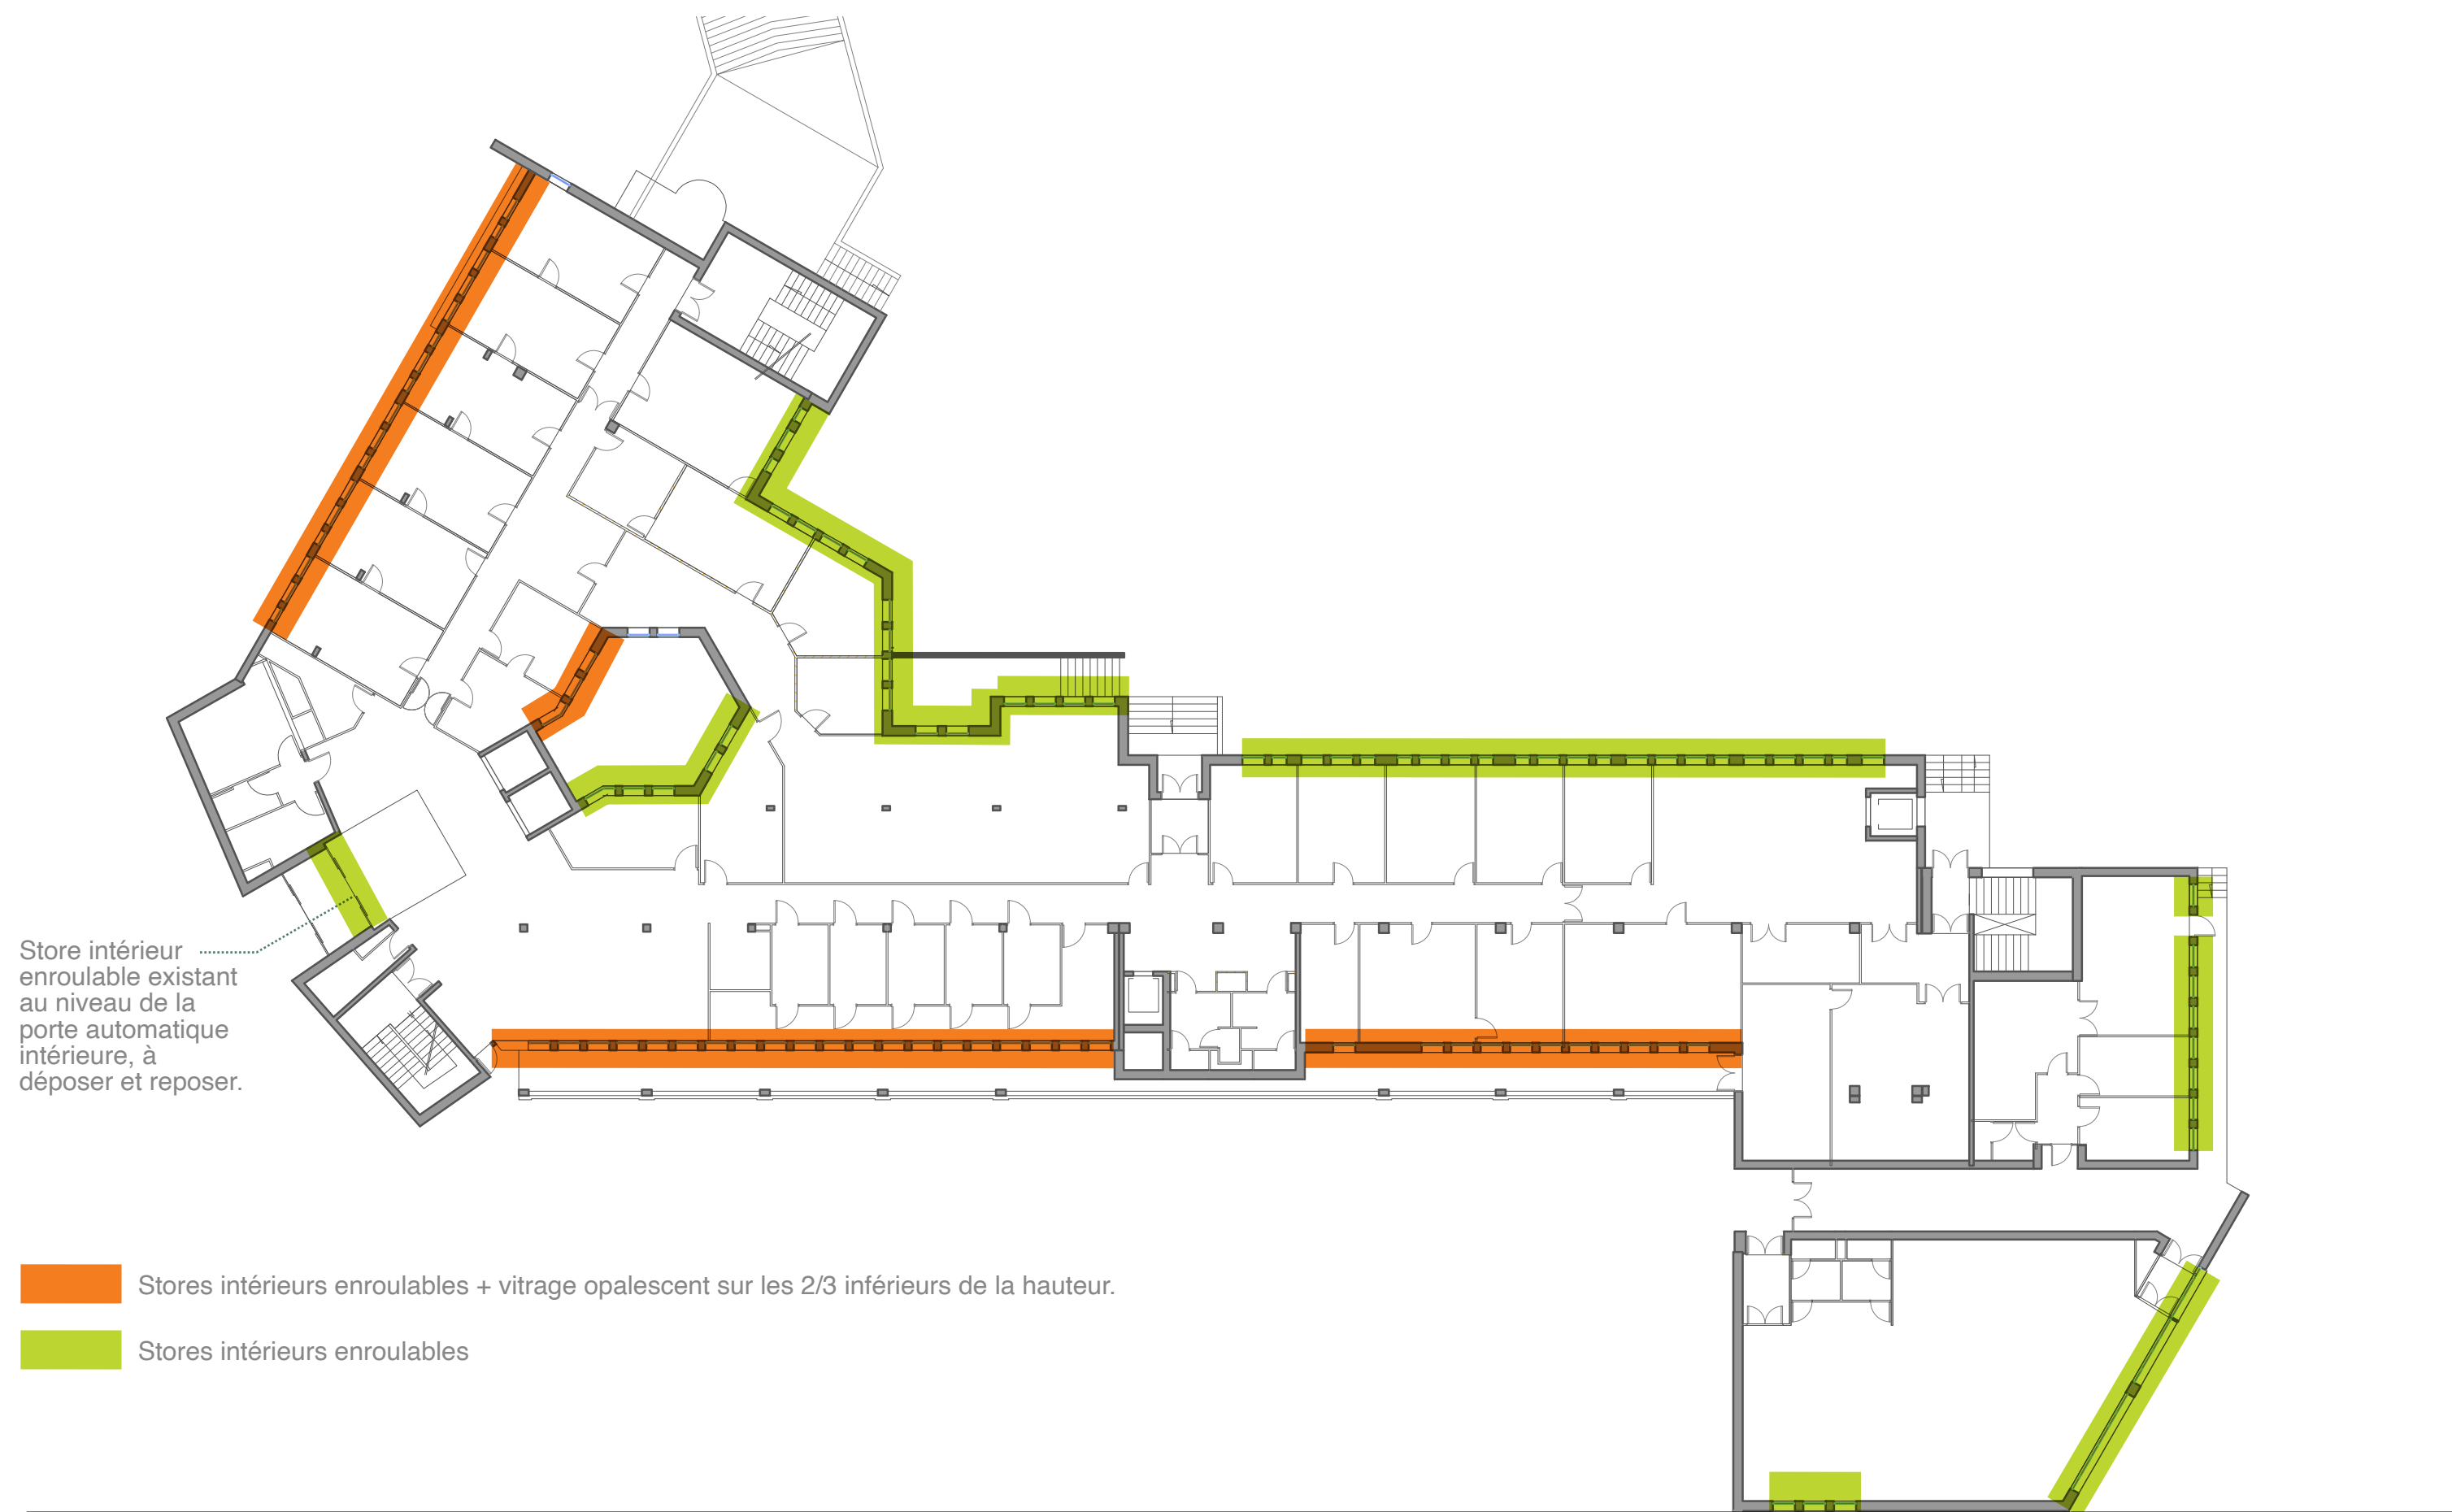 Store intérieur
enroulable existant
au niveau de la
porte automatique
intérieure, à
déposer et reposer.
Stores intérieurs enroulables + vitrage opalescent sur les 2/3 inférieurs de la hauteur.
Stores intérieurs enroulables